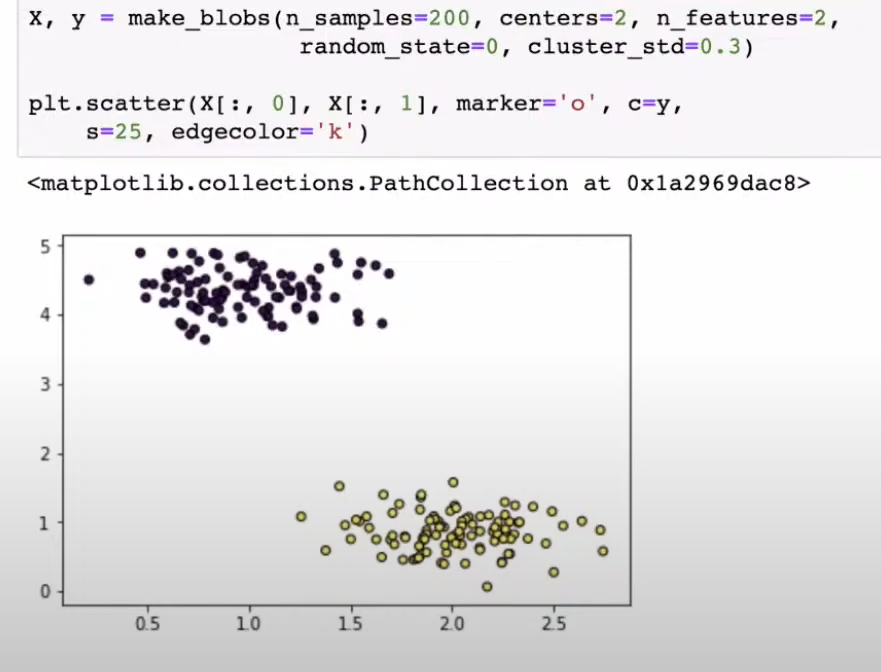 X, y = make_blobs(n_samples=200, centers=2, n_features=2,
random_state=0, cluster_std=0.3)
plt.scatter(X[:, 0], X[:, 1], marker='o', c=y,
s=25, edgecolor='k')
<matplotlib.collections.PathCollection at 0x1a2969dac8>
5
4
3
2
1
0
0.5 1.0 1.5 2.0 2.5